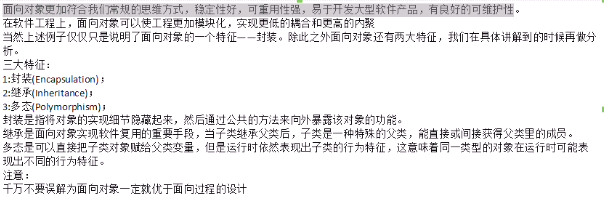 面向对象更加符合我们常规的思维方式，稳定性好，可重用性强，易于开发大型软件产品，有良好的可维护性。
在软件工程上，面向对象可以使工程更加模块化，实现更低的耦合和更高的内聚
当然上述例子仅仅只是说明了面向对象的一个特征——封装。除此之外面向对象还有两大特征，我们在具体讲解到的时候再做分
析。
三大特征：
1:封装(Encapsulation)；
2:继承(Inheritance)；
3:多态(Polymorphism)；
封装是指将对象的实现细节隐藏起来，然后通过公共的方法来向外暴露该对象的功能。
继承是面向对象实现软件复用的重要手段，当子类继承父类后，子类是一种特殊的父类，能直接或间接获得父类里的成员。
多态是可以直接把子类对象赋给父类变量，但是运行时依然表现出子类的行为特征，这意味着同一类型的对象在运行时可能表
现出不同的行为特征。
注意：
千万不要误解为面向对象一定就优于面向过程的设计